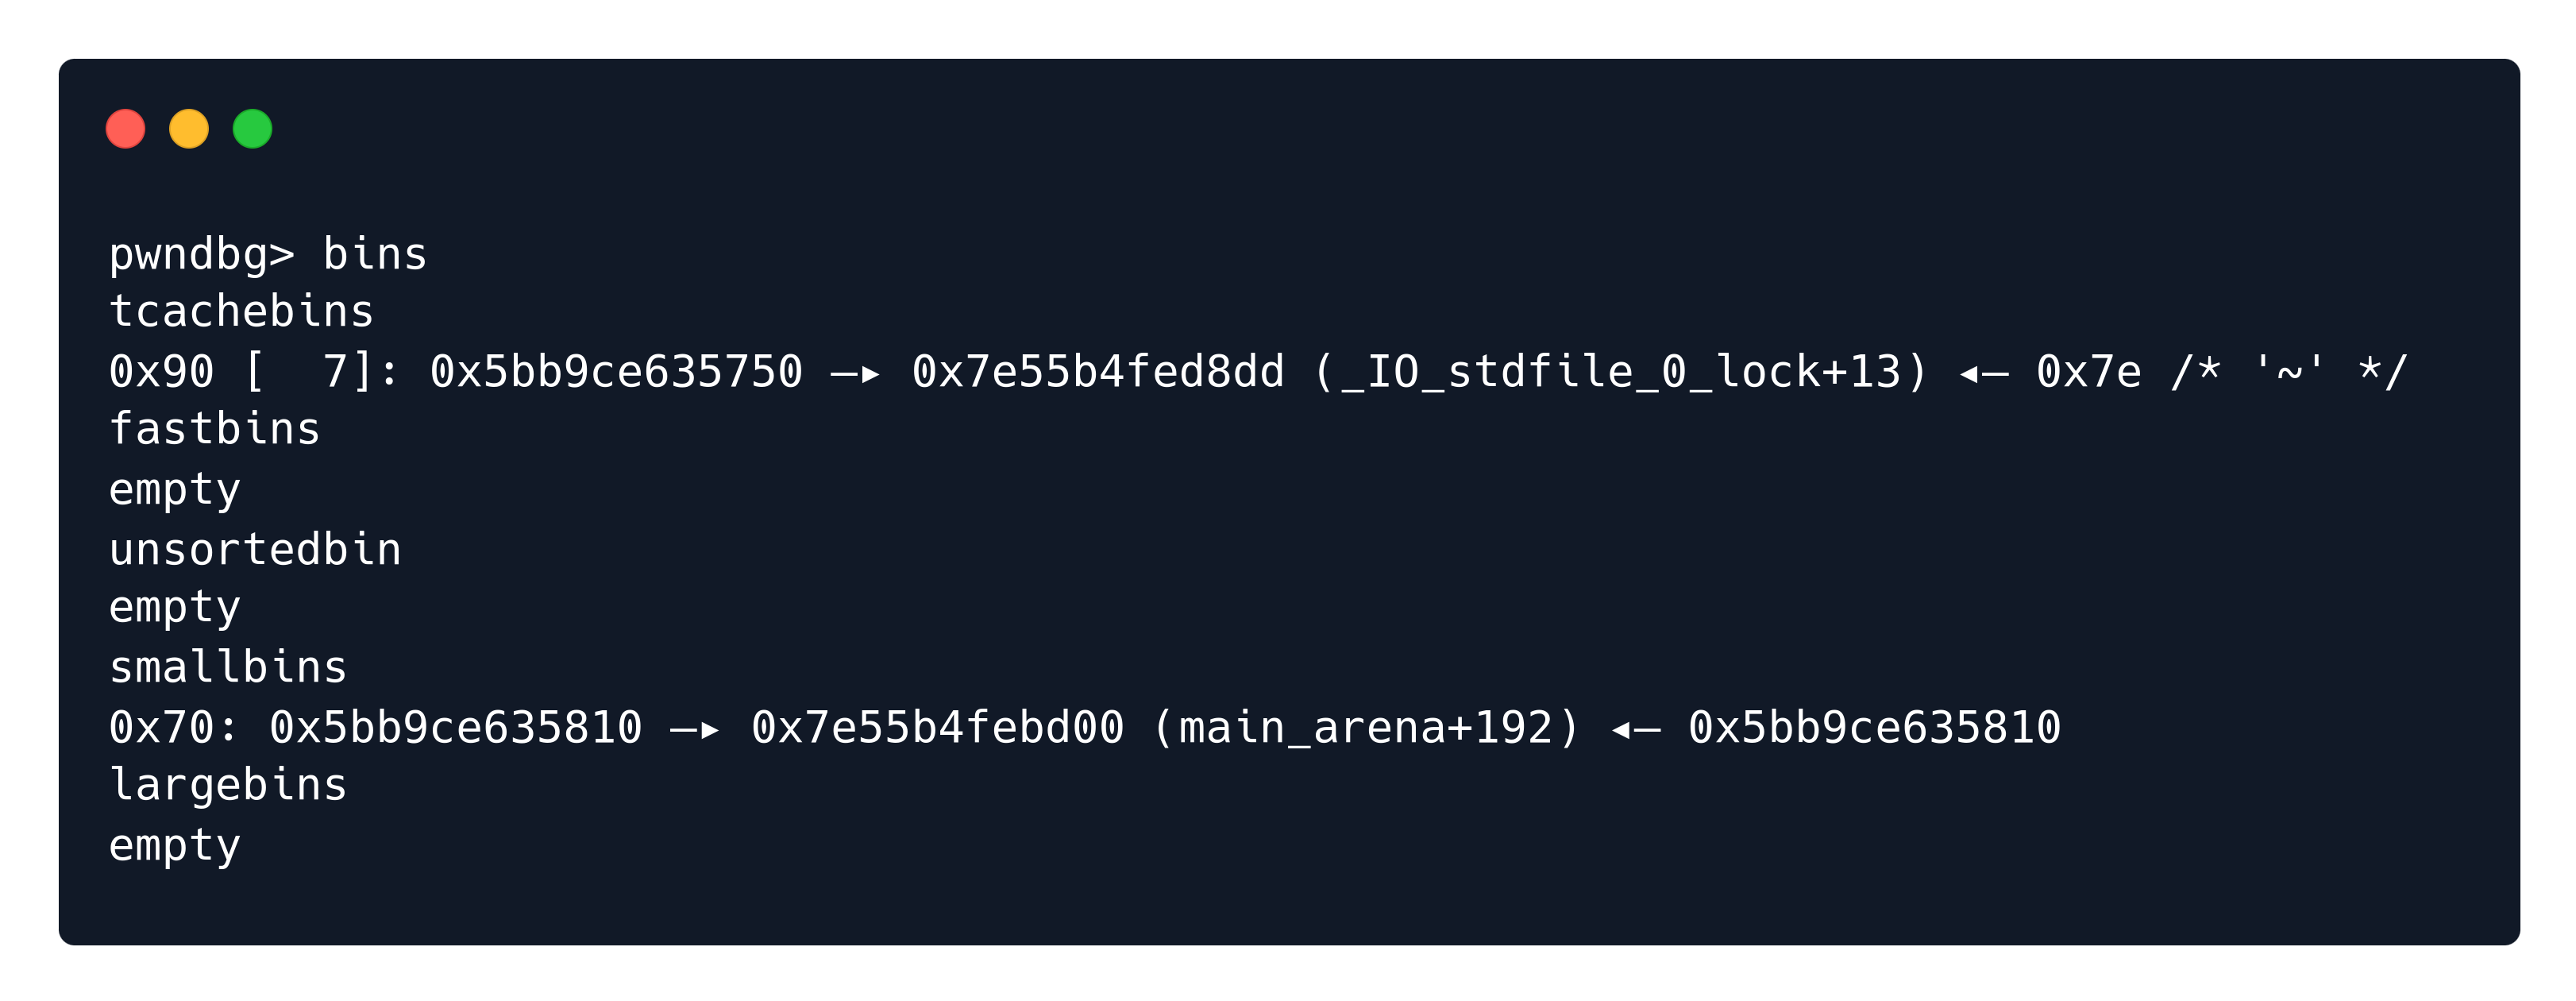 pwndbg> bins
tcachebins
0x90 [  7]: 0x5bb9ce635750 —▸ 0x7e55b4fed8dd (_IO_stdfile_0_lock+13) ◂— 0x7e /* '~' */
fastbins
empty
unsortedbin
empty
smallbins
0x70: 0x5bb9ce635810 —▸ 0x7e55b4febd00 (main_arena+192) ◂— 0x5bb9ce635810
largebins
empty